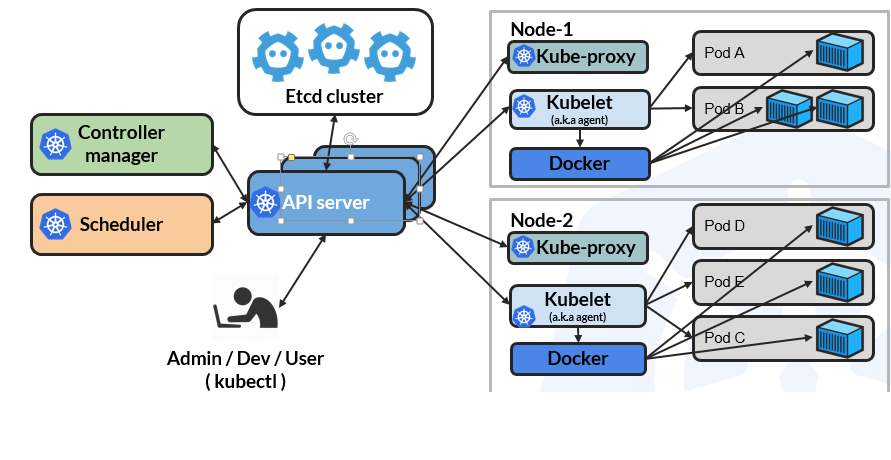 Etcd cluster
Controller
manager
Scheduler
API server
Admin / Dev / User
( kubectl )
Node-1
Kube-proxy
Kubelet
(a.k.a agent)
Docker
Pod A
Pod B
Node-2
Kube-proxy
Kubelet
(a.k.a agent)
Docker
Pod D
Pod E
Pod C